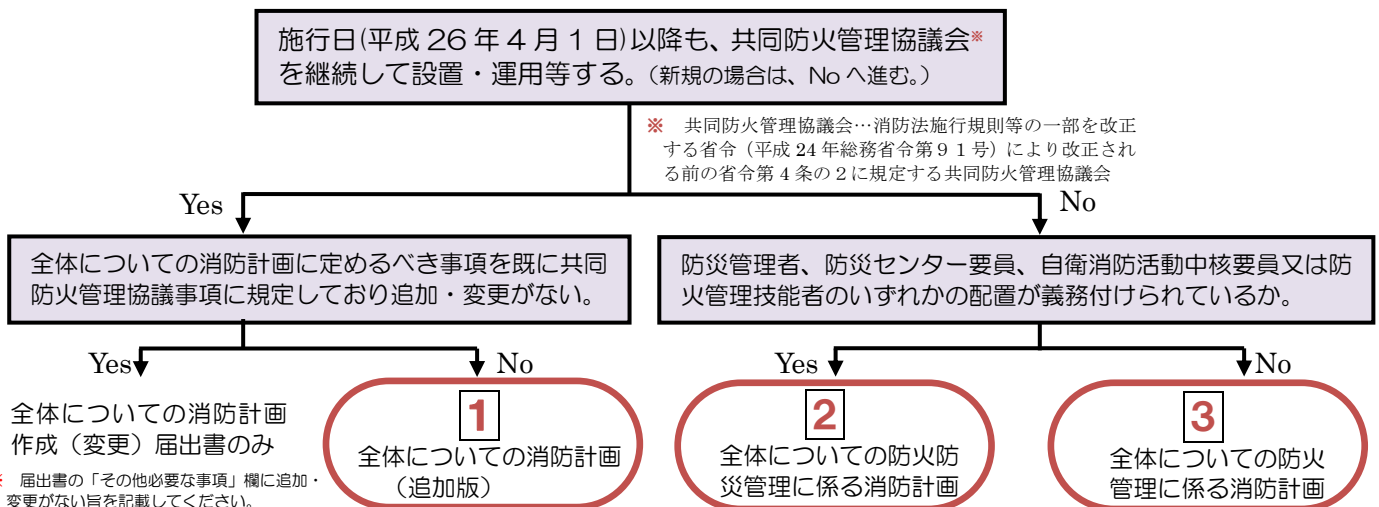 施行日(平成 26 年 4 月 1 日)以降も、共同防火管理協議会※
を継続して設置・運用等する。（新規の場合は、No へ進む。）
※　共同防火管理協議会…消防法施行規則等の一部を改正
する省令（平成 24 年総務省令第９１号）により改正され
る前の省令第 4 条の２に規定する共同防火管理協議会
Yes
No
全体についての消防計画に定めるべき事項を既に共同
防火管理協議事項に規定しており追加・変更がない。
防災管理者、防災センター要員、自衛消防活動中核要員又は防
火管理技能者のいずれかの配置が義務付けられているか。
Yes
No
Yes
No
全体についての消防計画
作成（変更）届出書のみ
※　届出書の「その他必要な事項」欄に追加・
変更がない旨を記載してください。
1
全体についての消防計画
（追加版）
2
全体についての防火防
災管理に係る消防計画
3
全体についての防火
管理に係る消防計画